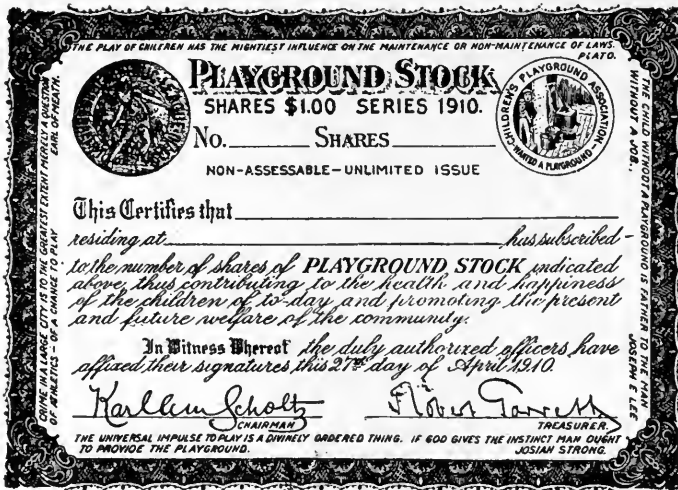 THE PLAY OF CHILDREN HAS THE MIGHTIEST INFLUENCE ON THE MAINTENANCE OR NON-MAINTENANCE OF LAWS.
PLATO.
PLAYGROUND STOCK
SHARES $1.00 SERIES 1910.
No. SHARES
NON-ASSESSABLE-UNLIMITED ISSUE
CHILDREN'S PLAYGROUND ASSOCIATION
WANTED A PLAYGROUND
This Certifies that
residing at has subscribed
to the number of shares of PLAYGROUND STOCK indicated
above, thus contributing to the health and happiness
of the children of to-day and promoting the present
and future welfare of the community.
In Witness Whereof the duly authorized officers have
affixed their signatures this 27th day of April 1910.
Scholtz
CHAIRMAN
Robert Garrett
TREASURER.
THE UNIVERSAL IMPULSE TO PLAY IS A DIVINELY ORDERED THING. IF GOD GIVES THE INSTINCT MAN OUGHT
TO PROVIDE THE PLAYGROUND. JOSIAH STRONG.
CRIME IN A LARGE CITY IS TO THE GREATEST EXTENT MERELY A QUESTION
OF ATHLETICS - OF A CHANCE TO PLAY EARL OF MEATH.
THE CHILD WITHOUT A PLAYGROUND IS FATHER TO THE MAN
WITHOUT A JOB. JOSEPH E LEE